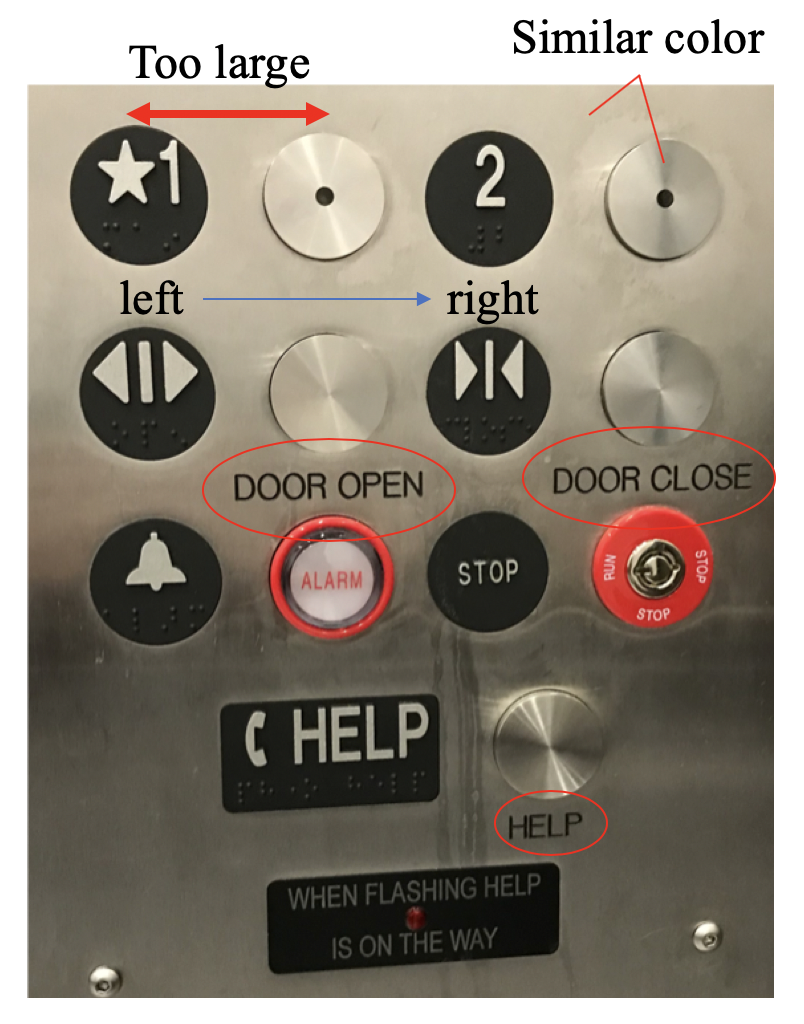 Similar color
Too large
★1
2
left
right
DOOR OPEN
DOOR CLOSE
ALARM
STOP
RUN
STOP
STOP
HELP
HELP
WHEN FLASHING HELP
IS ON THE WAY